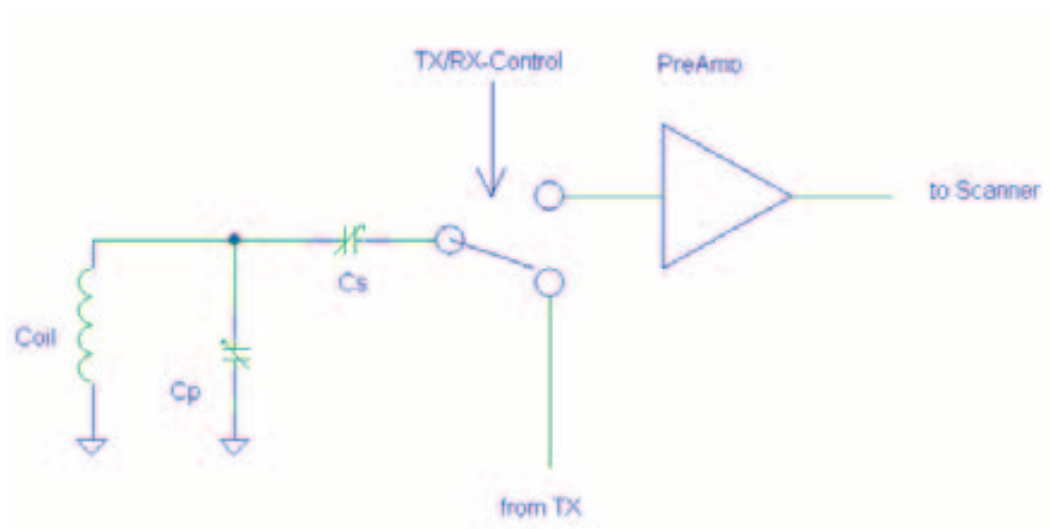 TX/RX-Control
PreAmp
to Scanner
Cs
Coil
Cp
from TX